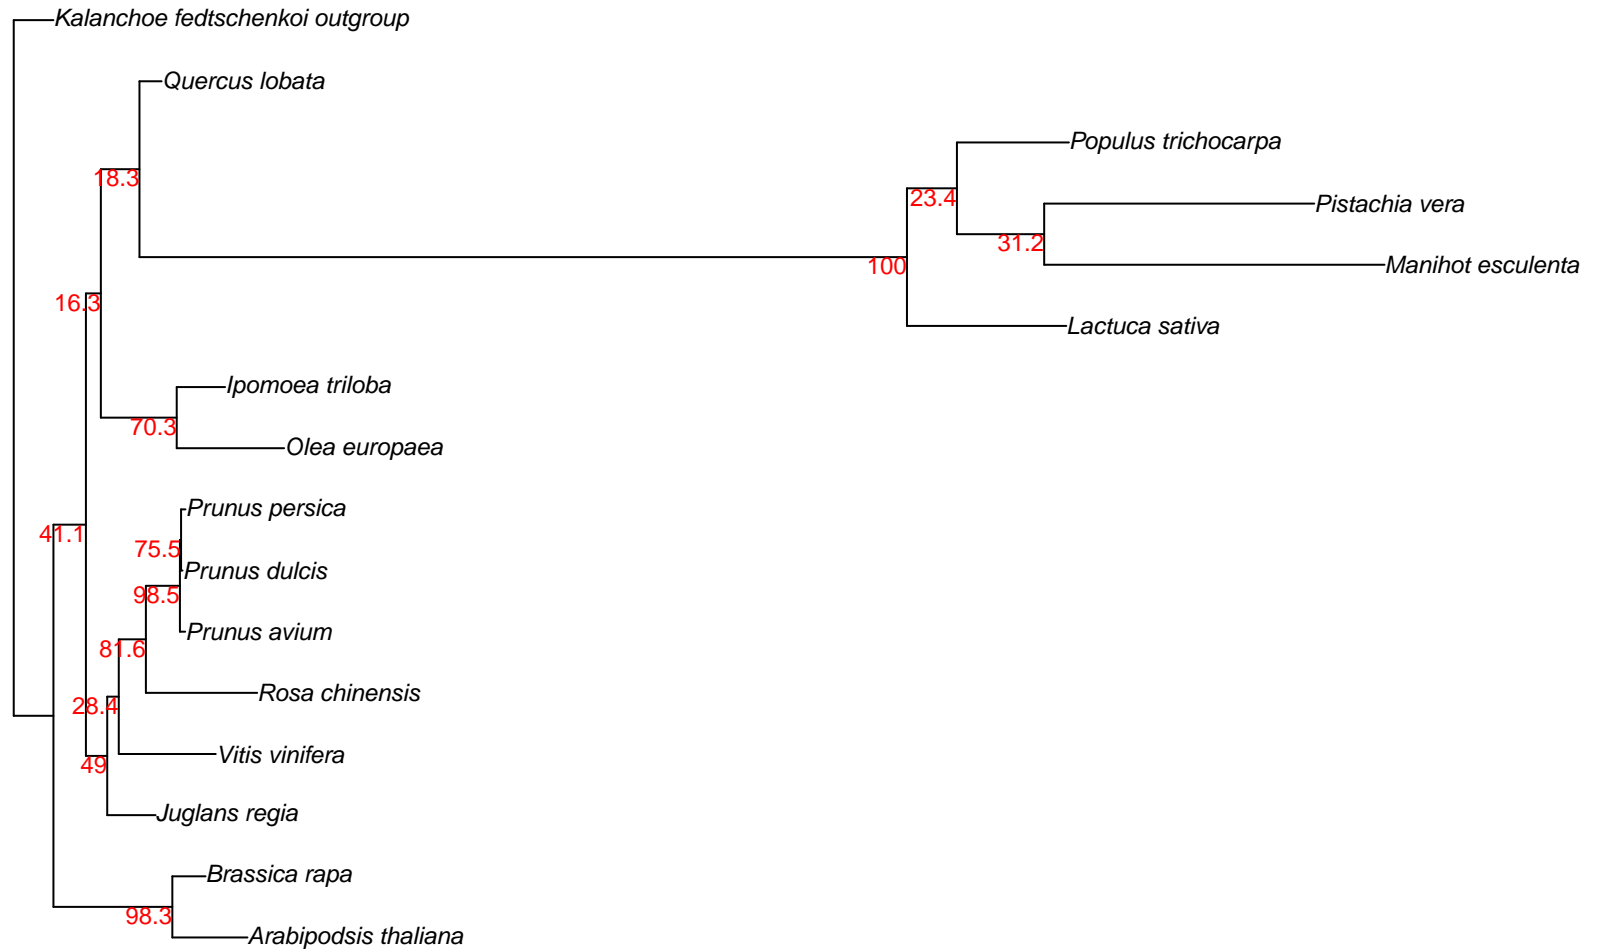 Kalanchoe fedtschenkoi outgroup
Quercus lobata
Populus trichocarpa
18.3
23.4
Pistachia vera
31.2
100
Manihot esculenta
16.3
Lactuca sativa
Ipomoea triloba
70.3
Olea europaea
Prunus persica
41.1
75.5
Prunus dulcis
98.5
Prunus avium
81.6
Rosa chinensis
28.4
Vitis vinifera
49
Juglans regia
Brassica rapa
98.3
Arabipodsis thaliana